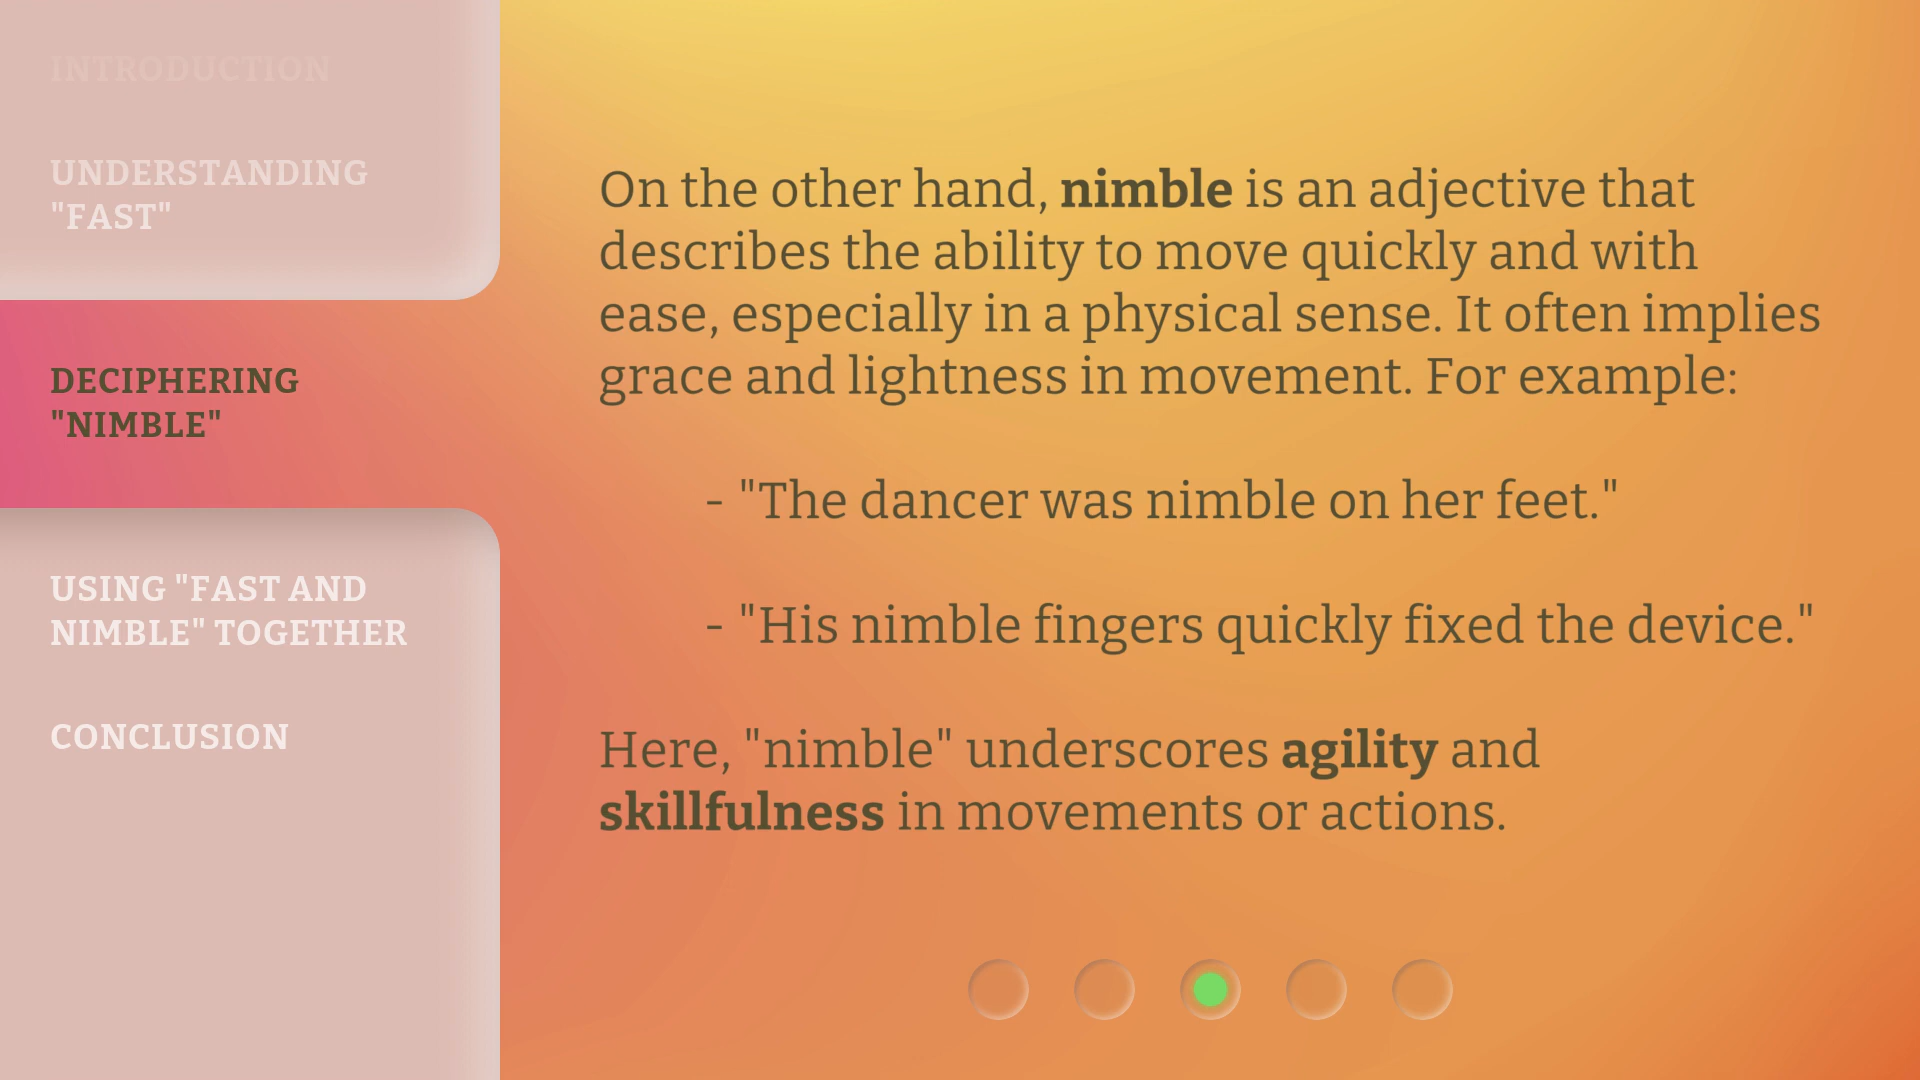 INTRODUCTION
UNDERSTANDING
"FAST"
DECIPHERING
"NIMBLE"
USING "FAST AND
NIMBLE" TOGETHER
CONCLUSION
On the other hand, nimble is an adjective that
describes the ability to move quickly and with
ease, especially in a physical sense. It often implies
grace and lightness in movement. For example:
- "The dancer was nimble on her feet."
- "His nimble fingers quickly fixed the device."
Here, "nimble" underscores agility and
skillfulness in movements or actions.